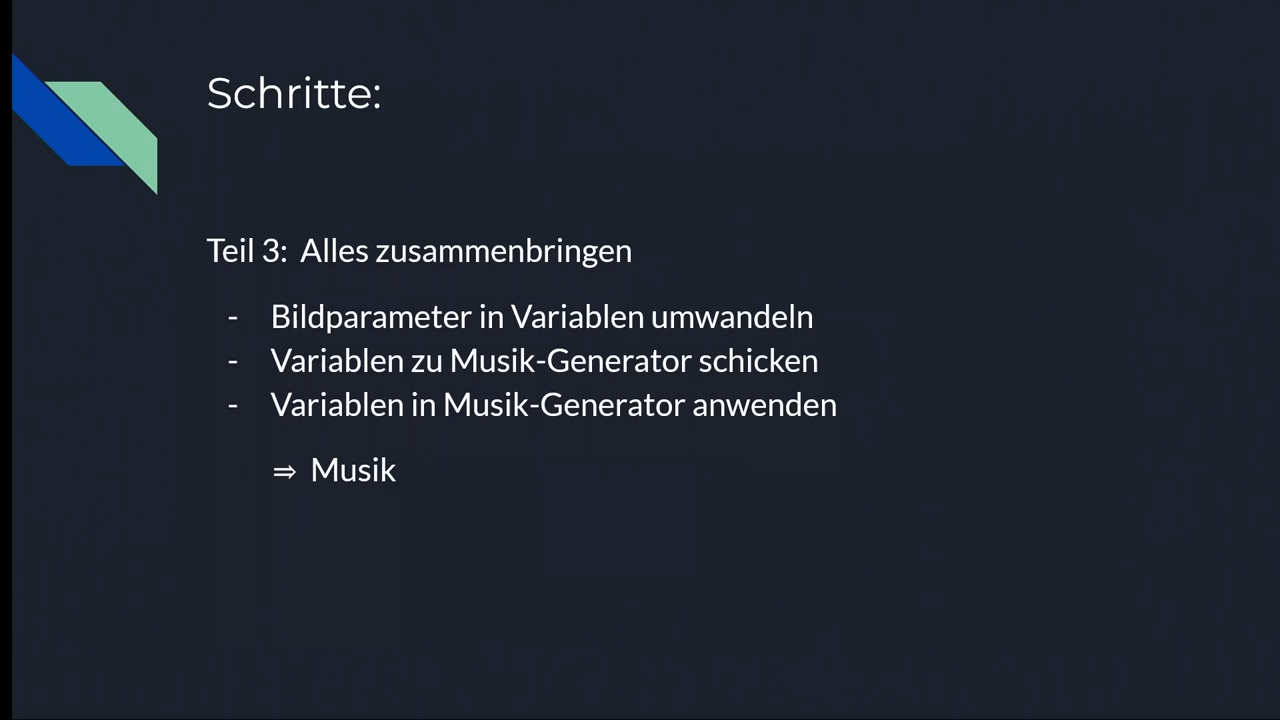 Schritte:
Teil 3: Alles zusammenbringen
- Bildparameter in Variablen umwandeln
- Variablen zu Musik-Generator schicken
- Variablen in Musik-Generator anwenden
⇒ Musik